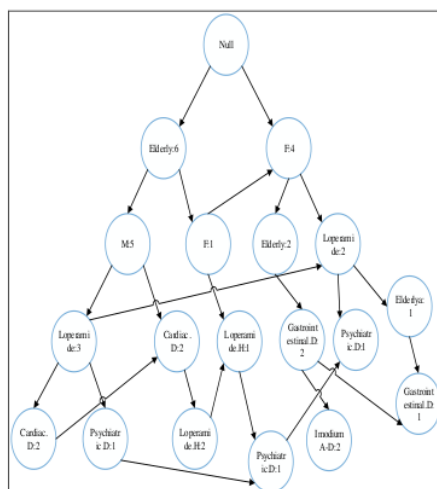 Null
Elderly:6
F:4
M:5
F:1
Elderly:2
Loperami
de:2
Elderlya:
1
Loperami
de:3
Cardiac.
D:2
Loperami
de.H:1
Gastroint
estinal.D:
2
Psychiatr
ic.D:1
Gastroint
estinal.D:
1
Cardiac.
D:2
Psychiatr
ic.D:1
Loperami
de.H:2
Psychiatr
ic.D:1
Imodium
A-D:2